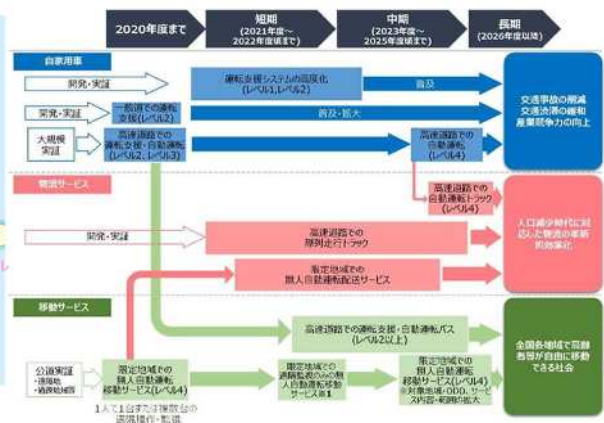 2020年度まで
短期
(2021年度～
2022年度頃まで)
中期
(2023年度～
2025年度頃まで)
長期
(2026年度以降)
自家用車
開発・実証
運転支援システムの高度化
(レベル1,レベル2)
普及
開発・実証
一般道での運転
支援(レベル2)
普及・拡大
大規模
実証
高速道路での
運転支援・自動運転
(レベル2、レベル3)
高速道路での
自動運転
(レベル4)
交通事故の削減
交通渋滞の緩和
産業競争力の向上
物流サービス
高速道路での
自動運転トラック
(レベル4)
開発・実証
高速道路での
隊列走行トラック
限定地域での
無人自動運転配送サービス
人口減少時代に対
応した物流の革新
的効率化
移動サービス
高速道路での運転支援・自動運転バス
(レベル2以上)
公道実証
限定地域での
無人自動運転
移動サービス(レベル4)
1人で1台または複数台の
遠隔操作・監視
限定地域での
遠隔監視のみの無
人自動運転移動
サービス※1
限定地域での
無人自動運転
移動サービス(レベル4)
※対象地域・ODD、サービ
ス内容・範囲の拡大
全国各地域で高齢
者等が自由に移動
できる社会